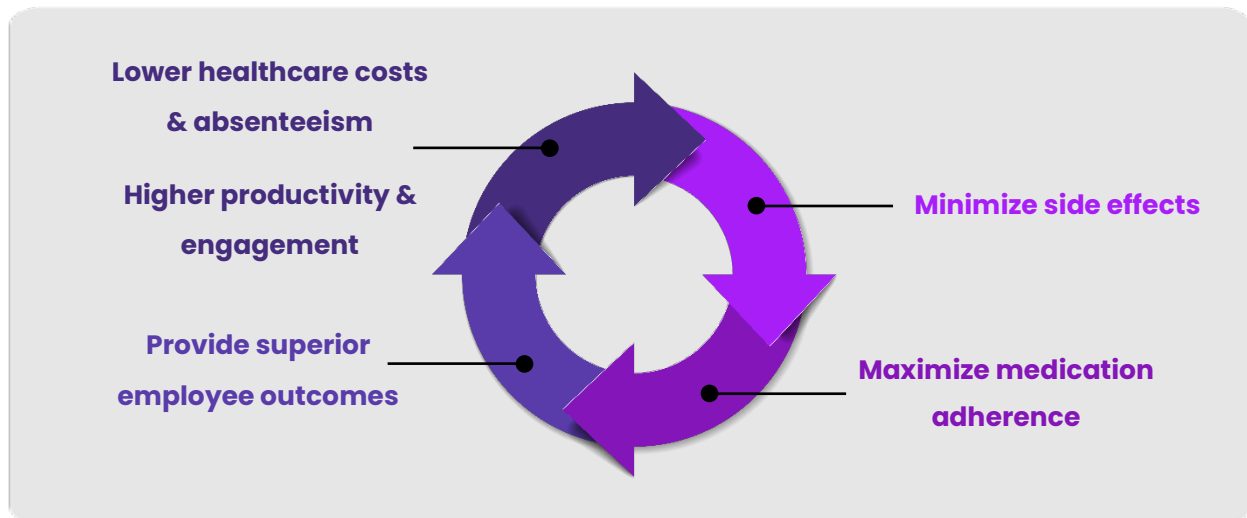 Lower healthcare costs
& absenteeism
Higher productivity &
engagement
Minimize side effects
Provide superior
employee outcomes
Maximize medication
adherence